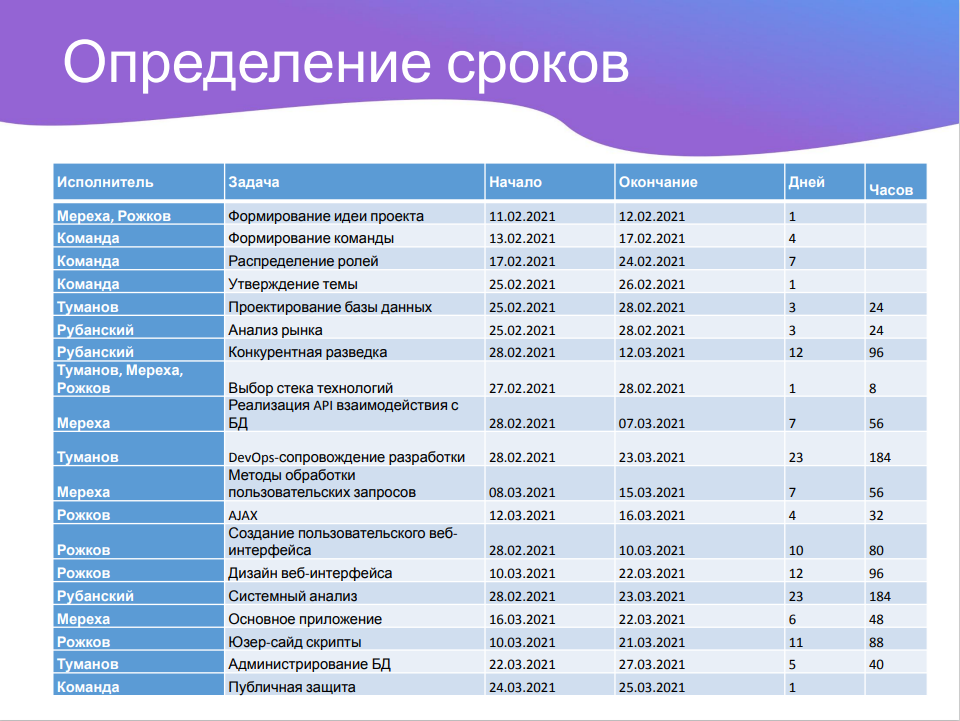 Определение сроков
Исполнитель Задача Начало Окончание Дней Часов
Мереха, Рожков Формирование идеи проекта 11.02.2021 12.02.2021 1
Команда Формирование команды 13.02.2021 17.02.2021 4
Команда Распределение ролей 17.02.2021 24.02.2021 7
Команда Утверждение темы 25.02.2021 26.02.2021 1
Туманов Проектирование базы данных 25.02.2021 28.02.2021 3 24
Рубанский Анализ рынка 25.02.2021 28.02.2021 3 24
Рубанский Конкурентная разведка 28.02.2021 12.03.2021 12 96
Туманов, Мереха,
Рожков Выбор стека технологий 27.02.2021 28.02.2021 1 8
Реализация API взаимодействия с
Мереха БД 28.02.2021 07.03.2021 7 56
Туманов DevOps-сопровождение разработки 28.02.2021 23.03.2021 23 184
Методы обработки
Мереха пользовательских запросов 08.03.2021 15.03.2021 7 56
Рожков AJAX 12.03.2021 16.03.2021 4 32
Создание пользовательского веб-
Рожков интерфейса 28.02.2021 10.03.2021 10 80
Рожков Дизайн веб-интерфейса 10.03.2021 22.03.2021 12 96
Рубанский Системный анализ 28.02.2021 23.03.2021 23 184
Мереха Основное приложение 16.03.2021 22.03.2021 6 48
Рожков Юзер-сайд скрипты 10.03.2021 21.03.2021 11 88
Туманов Администрирование БД 22.03.2021 27.03.2021 5 40
Команда Публичная защита 24.03.2021 25.03.2021 1